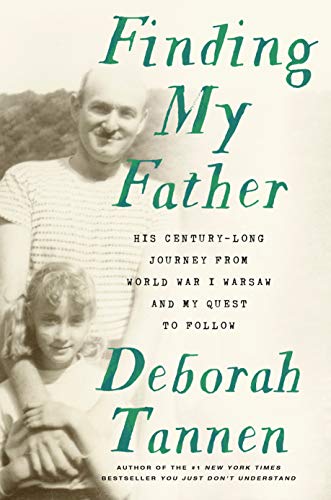 Finding
My
Father
HIS CENTURY-LONG
JOURNEY FROM
WORLD WAR I WARSAW
AND MY QUEST
TO FOLLOW
Deborah
Tannen
AUTHOR OF THE #1 NEW YORK TIMES
BESTSELLER YOU JUST DON'T UNDERSTAND